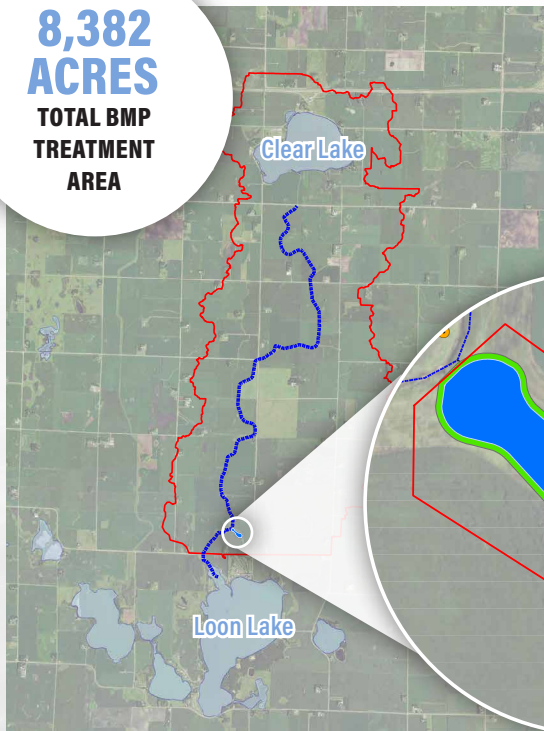 8,382
ACRES
TOTAL BMP
TREATMENT
AREA
Clear Lake
Loon Lake